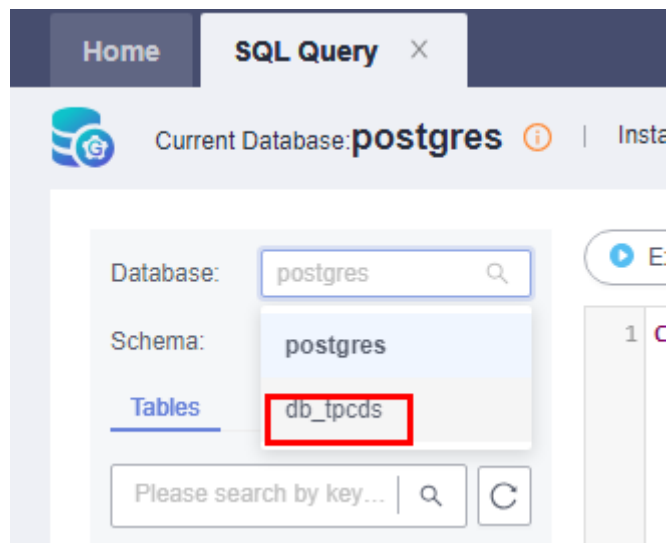 Home SQL Query ×
Current Database:postgres | Insta
Database: postgres
Schema: postgres
Tables db_tpcds
1 C
Please search by key...